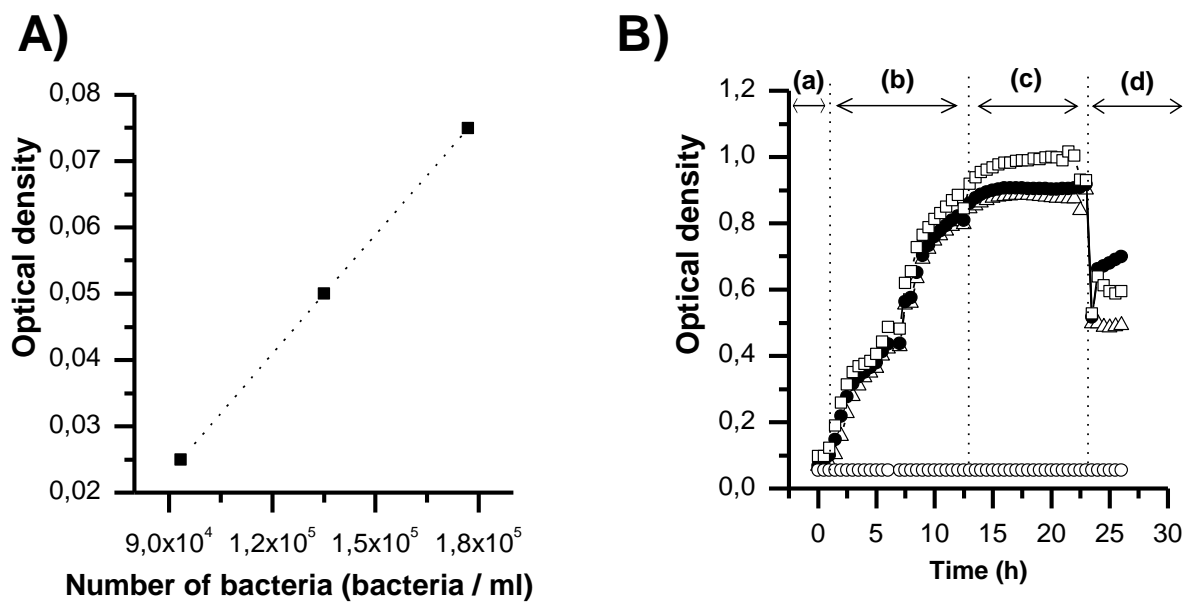 A)
0,08
0,07
0,06
0,05
0,04
0,03
0,02
Optical density
9,0x10⁴ 1,2x10⁵ 1,5x10⁵ 1,8x10⁵
Number of bacteria (bacteria / ml)
B)
(a) (b) (c) (d)
1,2
1,0
0,8
0,6
0,4
0,2
0,0
Optical density
0 5 10 15 20 25 30
Time (h)